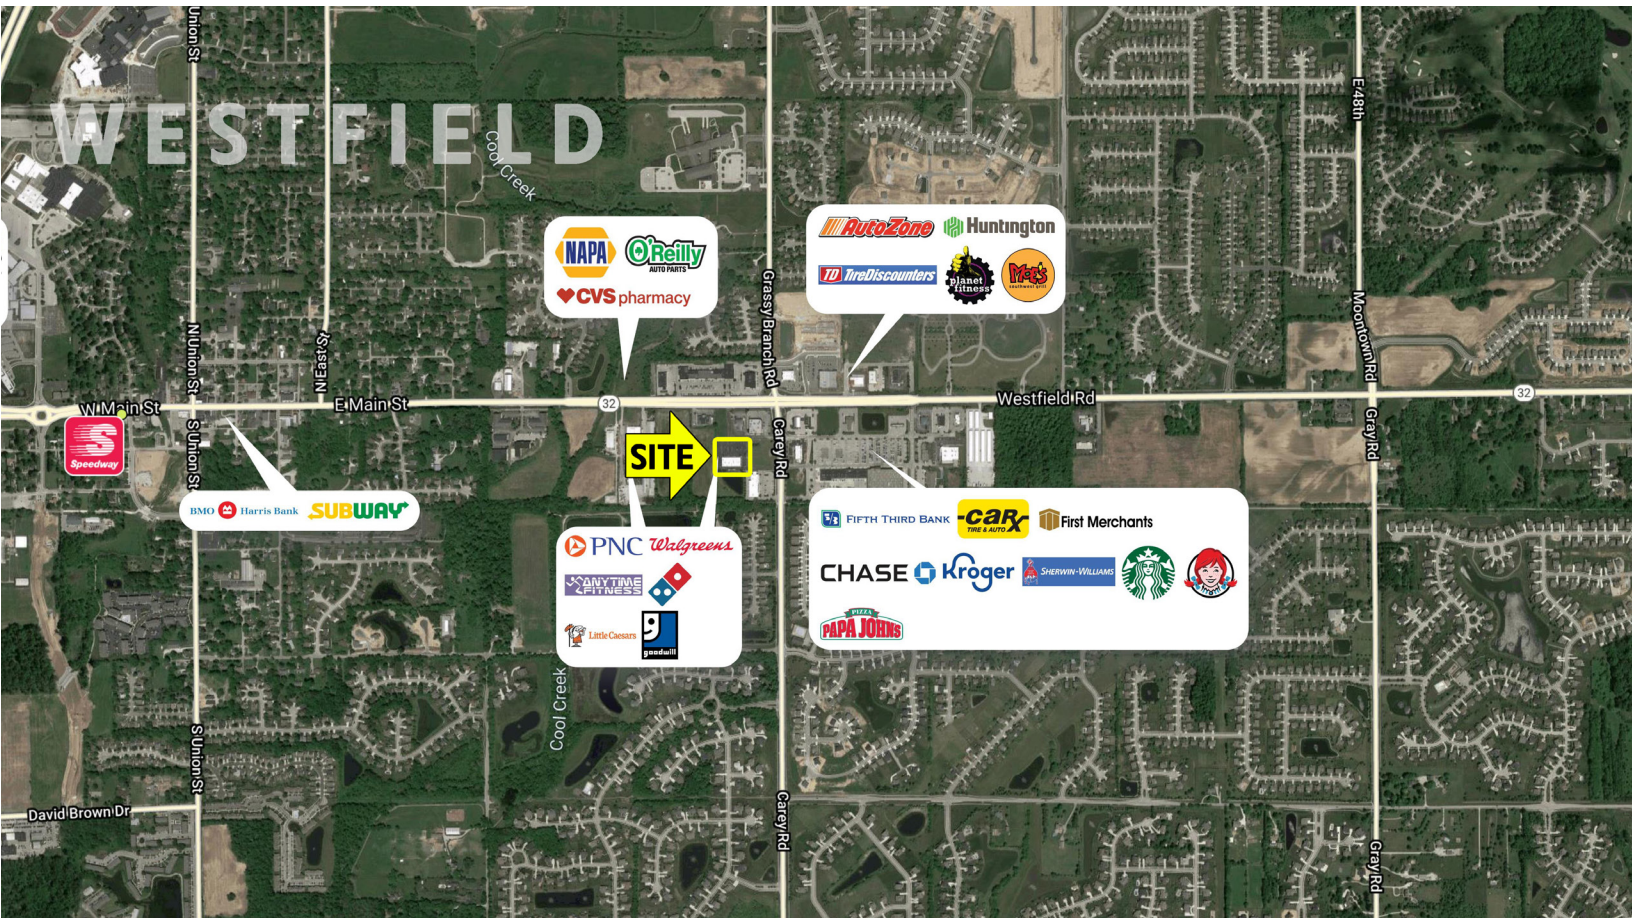 Union St
WESTFIELD
Cool Creek
E 48th
NAPA
O'Reilly
AUTO PARTS
CVS pharmacy
AutoZone
Huntington
TD TireDiscounters
planet
fitness
MOE'S
southwest grill
Grassy Branch Rd
Moontown Rd
N Union St
N East St
W Main St
E Main St
32
Westfield Rd
32
Speedway
S Union St
SITE
Carey Rd
Gray Rd
BMO Harris Bank
SUBWAY
PNC
Walgreens
ANYTIME
FITNESS
Little Caesars
goodwill
FIFTH THIRD BANK
CARX
TIRE & AUTO
First Merchants
CHASE
Kroger
SHERWIN-WILLIAMS
PIZZA
PAPA JOHNS
Cool Creek
S Union St
David Brown Dr
Carey Rd
Gray Rd